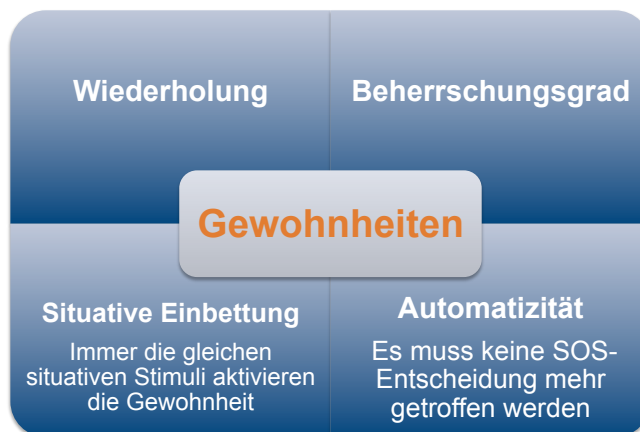 Wiederholung
Beherrschungsgrad
Gewohnheiten
Situative Einbettung
Immer die gleichen
situativen Stimuli aktivieren
die Gewohnheit
Automatizität
Es muss keine SOS-
Entscheidung mehr
getroffen werden